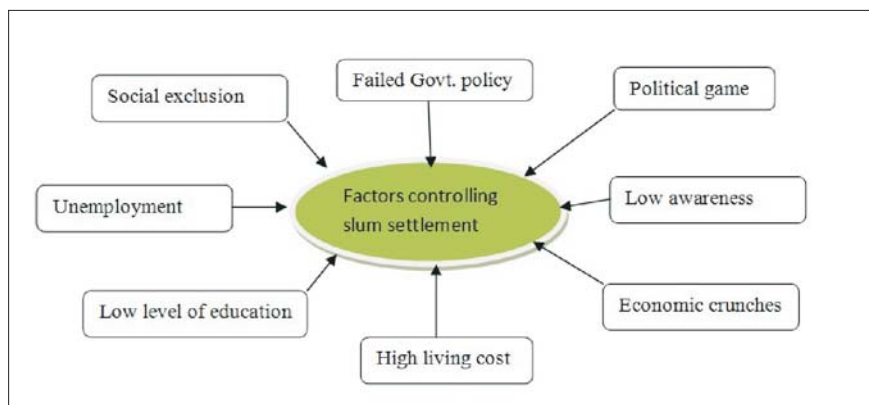 Failed Govt. policy
Social exclusion
Political game
Factors controlling
slum settlement
Unemployment
Low awareness
Low level of education
Economic crunches
High living cost